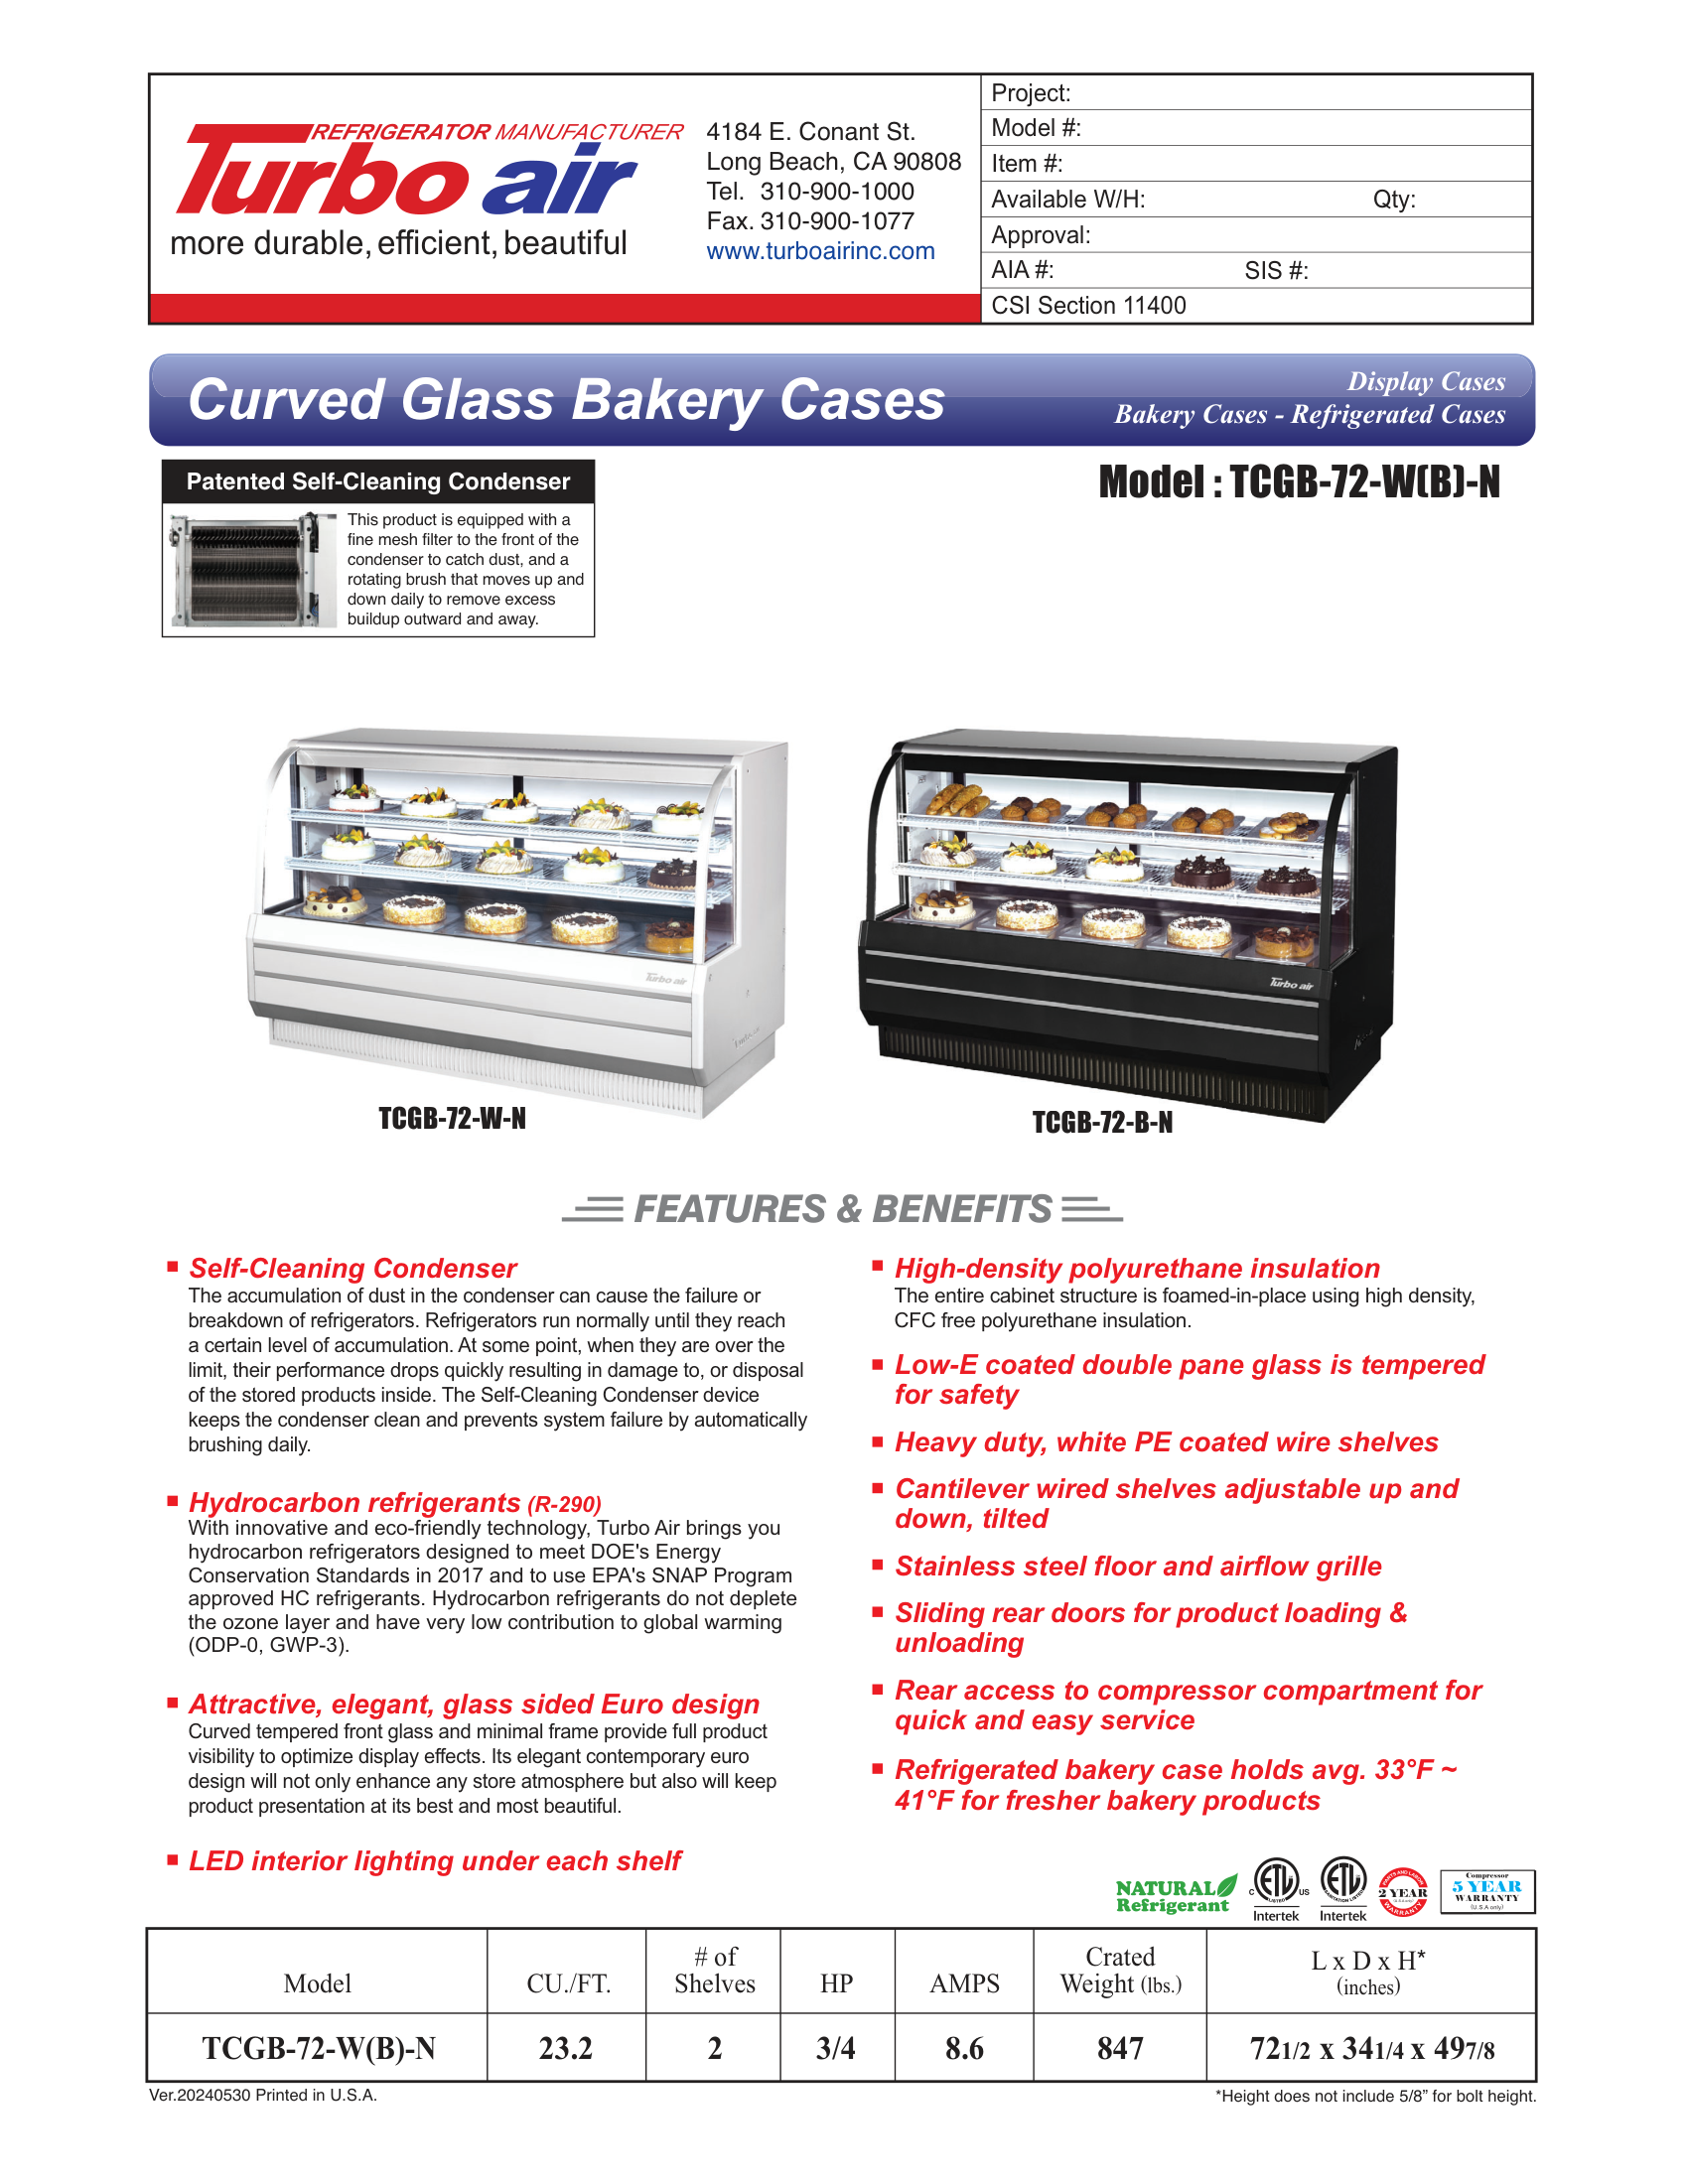 REFRIGERATOR MANUFACTURER
Turbo air
more durable, efficient, beautiful
4184 E. Conant St.
Long Beach, CA 90808
Tel. 310-900-1000
Fax. 310-900-1077
www.turboairinc.com
Project:
Model #:
Item #:
Available W/H: Qty:
Approval:
AIA #: SIS #:
CSI Section 11400
Curved Glass Bakery Cases
Display Cases
Bakery Cases - Refrigerated Cases
Patented Self-Cleaning Condenser
This product is equipped with a
fine mesh filter to the front of the
condenser to catch dust, and a
rotating brush that moves up and
down daily to remove excess
buildup outward and away.
Model : TCGB-72-W(B)-N
Turbo air
Turbo air
TCGB-72-W-N
TCGB-72-B-N
FEATURES & BENEFITS
Self-Cleaning Condenser
The accumulation of dust in the condenser can cause the failure or
breakdown of refrigerators. Refrigerators run normally until they reach
a certain level of accumulation. At some point, when they are over the
limit, their performance drops quickly resulting in damage to, or disposal
of the stored products inside. The Self-Cleaning Condenser device
keeps the condenser clean and prevents system failure by automatically
brushing daily.
Hydrocarbon refrigerants (R-290)
With innovative and eco-friendly technology, Turbo Air brings you
hydrocarbon refrigerators designed to meet DOE's Energy
Conservation Standards in 2017 and to use EPA's SNAP Program
approved HC refrigerants. Hydrocarbon refrigerants do not deplete
the ozone layer and have very low contribution to global warming
(ODP-0, GWP-3).
Attractive, elegant, glass sided Euro design
Curved tempered front glass and minimal frame provide full product
visibility to optimize display effects. Its elegant contemporary euro
design will not only enhance any store atmosphere but also will keep
product presentation at its best and most beautiful.
LED interior lighting under each shelf
High-density polyurethane insulation
The entire cabinet structure is foamed-in-place using high density,
CFC free polyurethane insulation.
Low-E coated double pane glass is tempered
for safety
Heavy duty, white PE coated wire shelves
Cantilever wired shelves adjustable up and
down, tilted
Stainless steel floor and airflow grille
Sliding rear doors for product loading &
unloading
Rear access to compressor compartment for
quick and easy service
Refrigerated bakery case holds avg. 33°F ~
41°F for fresher bakery products
NATURAL
Refrigerant
C ETL US
LISTED
Intertek
ETL
SANITATION LISTED
Intertek
PARTS AND LABOR
2 YEAR
WARRANTY
Compressor
5 YEAR
WARRANTY
(U.S.A only)
Model CU./FT. # of Shelves HP AMPS Crated Weight (lbs.) L x D x H* (inches)
TCGB-72-W(B)-N 23.2 2 3/4 8.6 847 721/2 x 341/4 x 497/8
Ver.20240530 Printed in U.S.A.
*Height does not include 5/8” for bolt height.